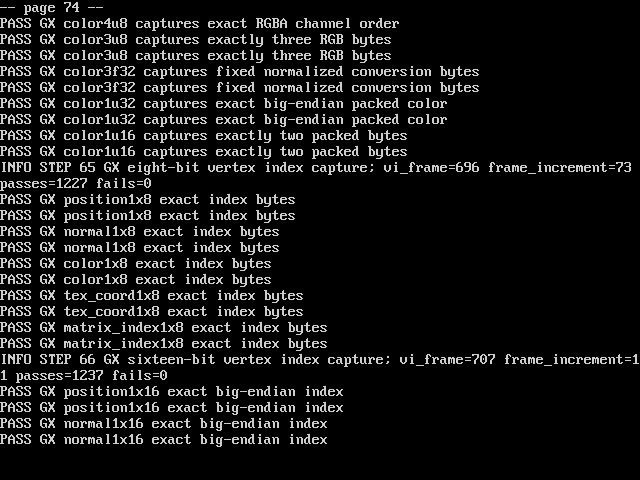 -- page 74 --
PASS GX color4u8 captures exact RGBA channel order
PASS GX color3u8 captures exactly three RGB bytes
PASS GX color3u8 captures exactly three RGB bytes
PASS GX color3f32 captures fixed normalized conversion bytes
PASS GX color3f32 captures fixed normalized conversion bytes
PASS GX color1u32 captures exact big-endian packed color
PASS GX color1u32 captures exact big-endian packed color
PASS GX color1u16 captures exactly two packed bytes
PASS GX color1u16 captures exactly two packed bytes
INFO STEP 65 GX eight-bit vertex index capture; vi_frame=696 frame_increment=73
passes=1227 fails=0
PASS GX position1x8 exact index bytes
PASS GX position1x8 exact index bytes
PASS GX normal1x8 exact index bytes
PASS GX normal1x8 exact index bytes
PASS GX color1x8 exact index bytes
PASS GX color1x8 exact index bytes
PASS GX tex_coord1x8 exact index bytes
PASS GX tex_coord1x8 exact index bytes
PASS GX matrix_index1x8 exact index bytes
PASS GX matrix_index1x8 exact index bytes
INFO STEP 66 GX sixteen-bit vertex index capture; vi_frame=707 frame_increment=1
1 passes=1237 fails=0
PASS GX position1x16 exact big-endian index
PASS GX position1x16 exact big-endian index
PASS GX normal1x16 exact big-endian index
PASS GX normal1x16 exact big-endian index